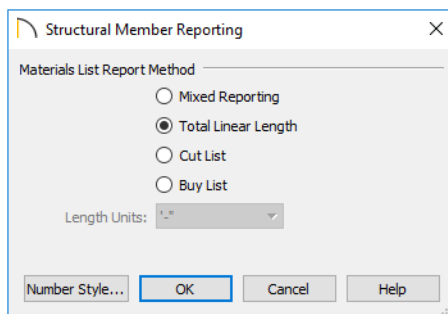 Structural Member Reporting
Materials List Report Method
Mixed Reporting
Total Linear Length
Cut List
Buy List
Length Units: '-"
Number Style... OK Cancel Help